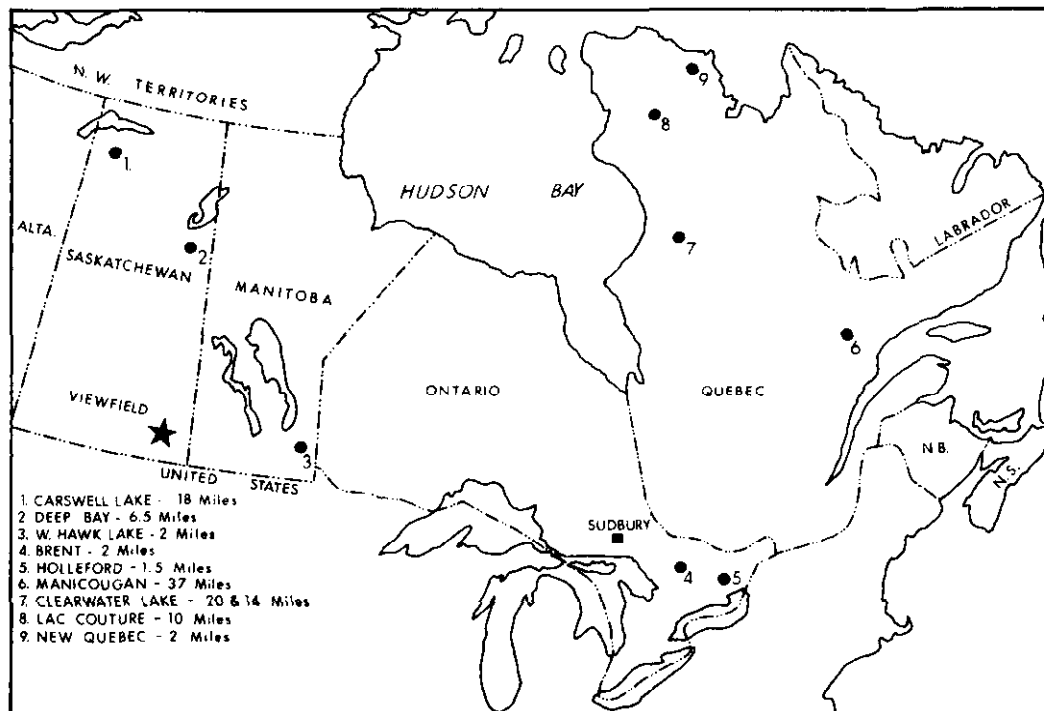 N. W. TERRITORIES
9
8
1.
HUDSON BAY
ALTA.
2
7
LABRADOR
SASKATCHEWAN
MANITOBA
6
VIEWFIELD
ONTARIO
QUEBEC
3
N B.
N.S.
UNITED STATES
SUDBURY
4
5
1. CARSWELL LAKE - 18 Miles
2 DEEP BAY - 6.5 Miles
3. W. HAWK LAKE - 2 Miles
4. BRENT - 2 Miles
5. HOLLEFORD - 1.5 Miles
6. MANICOUGAN - 37 Miles
7. CLEARWATER LAKE - 20 & 14 Miles
8. LAC COUTURE - 10 Miles
9. NEW QUEBEC - 2 Miles